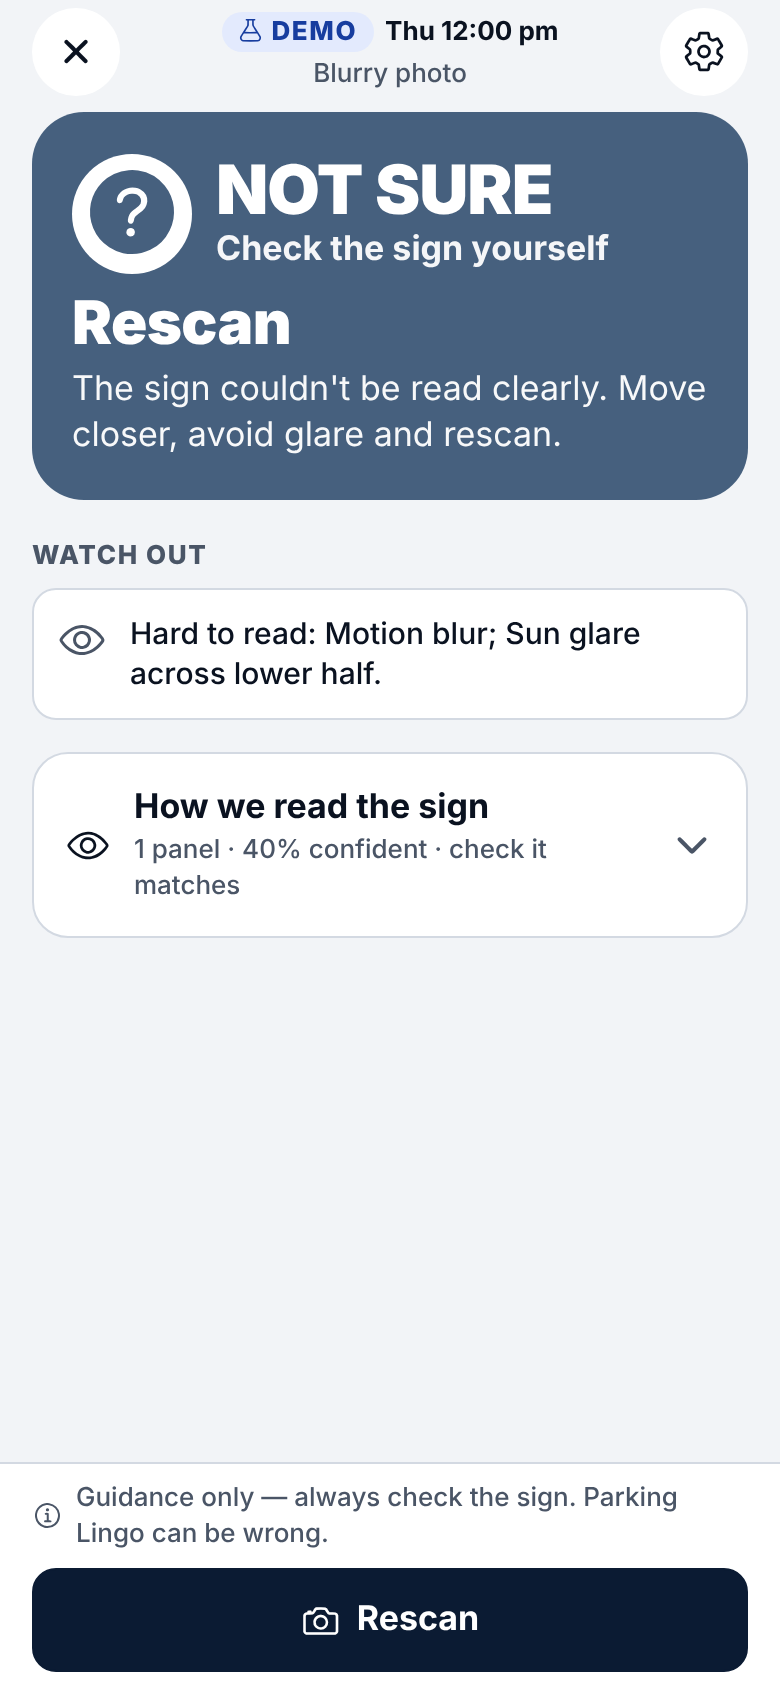 DEMO Thu 12:00 pm
Blurry photo
NOT SURE
Check the sign yourself
Rescan
The sign couldn't be read clearly. Move
closer, avoid glare and rescan.
WATCH OUT
Hard to read: Motion blur; Sun glare
across lower half.
How we read the sign
1 panel · 40% confident · check it
matches
Guidance only — always check the sign. Parking
Lingo can be wrong.
Rescan